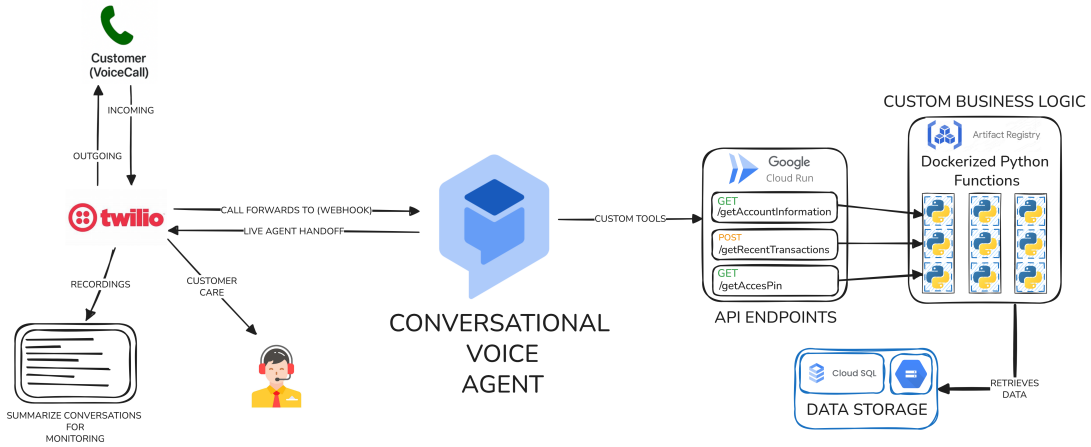 Customer
(VoiceCall)
INCOMING
OUTGOING
twilio
CALL FORWARDS TO (WEBHOOK)
LIVE AGENT HANDOFF
RECORDINGS
CUSTOMER
CARE
SUMMARIZE CONVERSATIONS
FOR
MONITORING
CONVERSATIONAL
VOICE
AGENT
CUSTOM TOOLS
Google
Cloud Run
GET
/getAccountInformation
POST
/getRecentTransactions
GET
/getAccesPin
API ENDPOINTS
CUSTOM BUSINESS LOGIC
Artifact Registry
Dockerized Python
Functions
RETRIEVES
DATA
Cloud SQL
DATA STORAGE